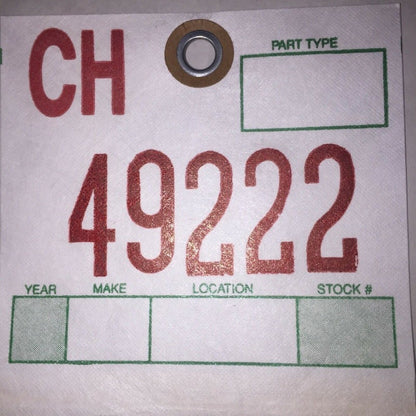 CH
PART TYPE
49222
YEAR MAKE LOCATION STOCK #